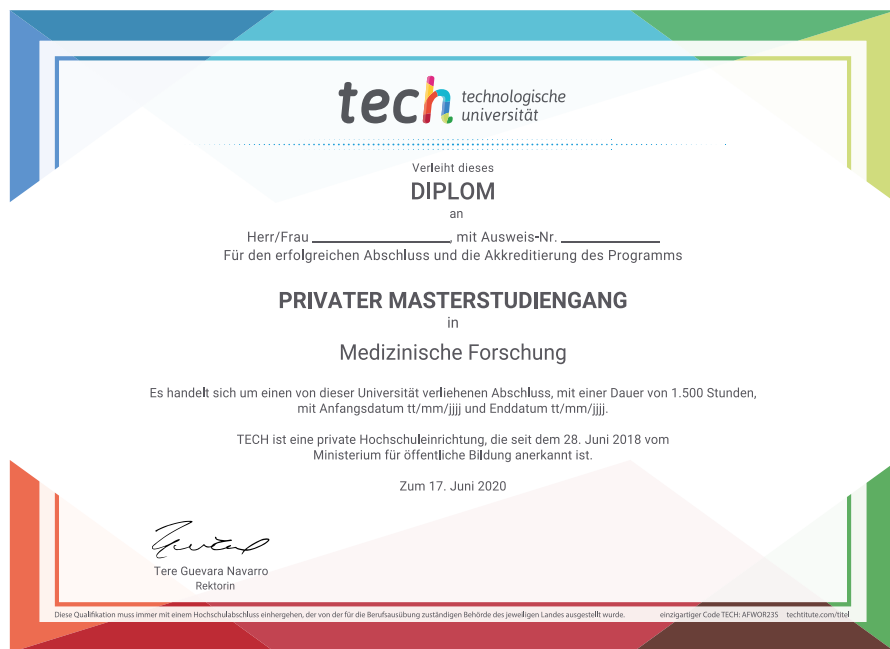 tech technologische
universität
Verleiht dieses
DIPLOM
an
Herr/Frau ____________________, mit Ausweis-Nr. ______________
Für den erfolgreichen Abschluss und die Akkreditierung des Programms
PRIVATER MASTERSTUDIENGANG
in
Medizinische Forschung
Es handelt sich um einen von dieser Universität verliehenen Abschluss, mit einer Dauer von 1.500 Stunden,
mit Anfangsdatum tt/mm/jjjj und Enddatum tt/mm/jjjj.
TECH ist eine private Hochschuleinrichtung, die seit dem 28. Juni 2018 vom
Ministerium für öffentliche Bildung anerkannt ist.
Zum 17. Juni 2020
Tere Guevara Navarro
Rektorin
Diese Qualifikation muss immer mit einem Hochschulabschluss einhergehen, der von der für die Berufsausübung zuständigen Behörde des jeweiligen Landes ausgestellt wurde. einzigartiger Code TECH: AFWOR23S techtitute.com/titel